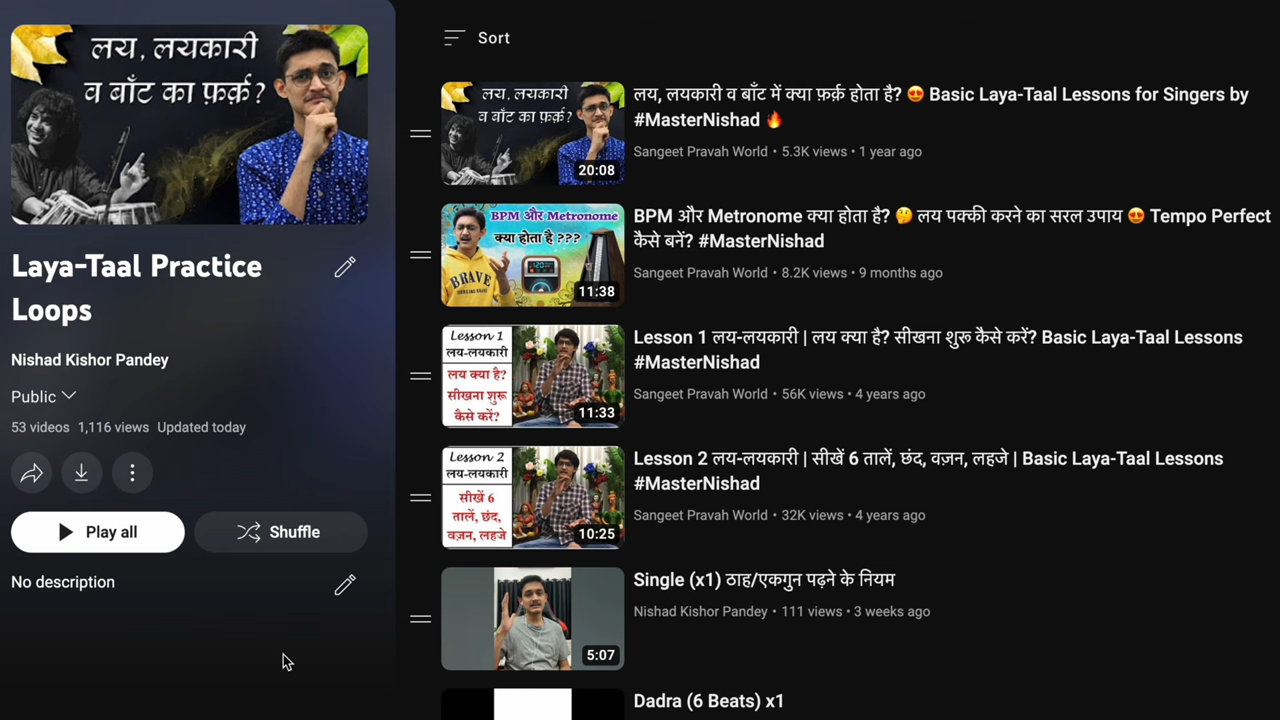 लय, लयकारी
व बाँट का फ़र्क़?
Laya-Taal Practice
Loops
Nishad Kishor Pandey
Public
53 videos 1,116 views Updated today
Play all
Shuffle
No description
Sort
लय, लयकारी
व बाँट का फ़र्क़?
20:08
लय, लयकारी व बाँट में क्या फ़र्क़ होता है? 😍 Basic Laya-Taal Lessons for Singers by
#MasterNishad 🔥
Sangeet Pravah World • 5.3K views • 1 year ago
BPM और Metronome
क्या होता है ???
BRAVE
120
11:38
BPM और Metronome क्या होता है? 🤔 लय पक्की करने का सरल उपाय 😍 Tempo Perfect
कैसे बनें? #MasterNishad
Sangeet Pravah World • 8.2K views • 9 months ago
Lesson 1
लय-लयकारी
लय क्या है?
सीखना शुरू
कैसे करें?
11:33
Lesson 1 लय-लयकारी | लय क्या है? सीखना शुरू कैसे करें? Basic Laya-Taal Lessons
#MasterNishad
Sangeet Pravah World • 56K views • 4 years ago
Lesson 2
लय-लयकारी
सीखें 6
तालें, छंद,
वज़न, लहजे
10:25
Lesson 2 लय-लयकारी | सीखें 6 तालें, छंद, वज़न, लहजे | Basic Laya-Taal Lessons
#MasterNishad
Sangeet Pravah World • 32K views • 4 years ago
5:07
Single (x1) ठाह/एकगुन पढ़ने के नियम
Nishad Kishor Pandey • 111 views • 3 weeks ago
Dadra (6 Beats) x1